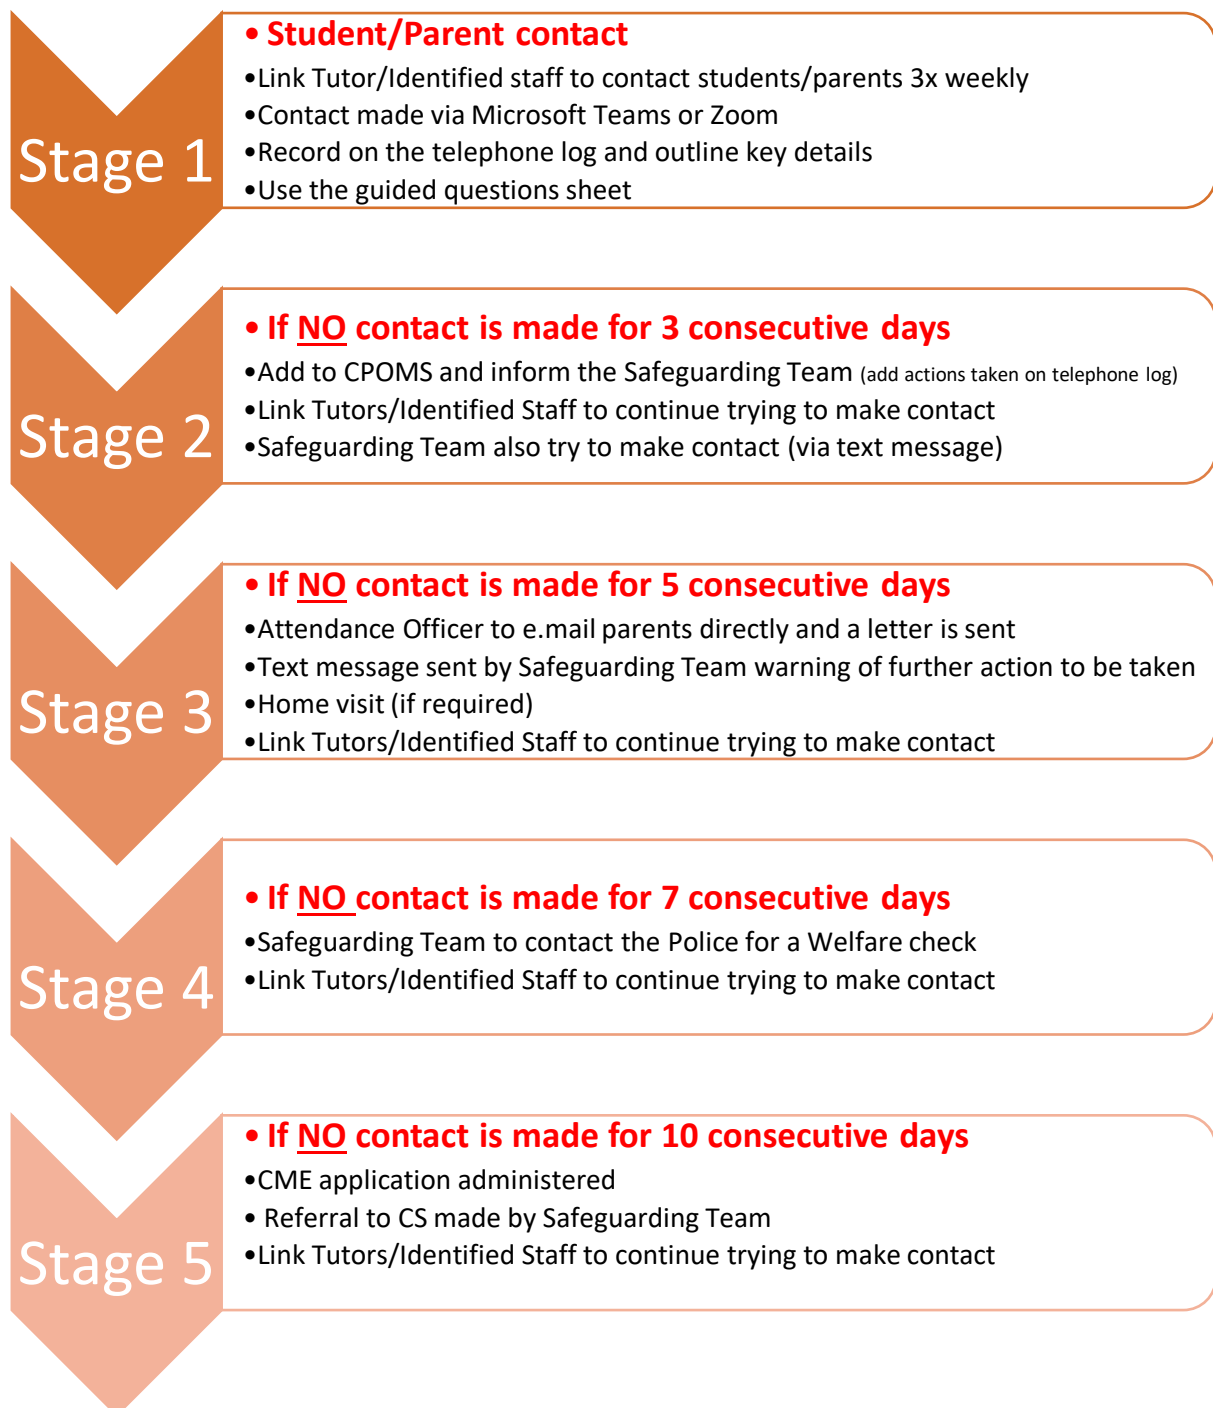 Stage 1
• Student/Parent contact
•Link Tutor/Identified staff to contact students/parents 3x weekly
•Contact made via Microsoft Teams or Zoom
•Record on the telephone log and outline key details
•Use the guided questions sheet
Stage 2
• If NO contact is made for 3 consecutive days
•Add to CPOMS and inform the Safeguarding Team (add actions taken on telephone log)
•Link Tutors/Identified Staff to continue trying to make contact
•Safeguarding Team also try to make contact (via text message)
Stage 3
• If NO contact is made for 5 consecutive days
•Attendance Officer to e.mail parents directly and a letter is sent
•Text message sent by Safeguarding Team warning of further action to be taken
•Home visit (if required)
•Link Tutors/Identified Staff to continue trying to make contact
Stage 4
• If NO contact is made for 7 consecutive days
•Safeguarding Team to contact the Police for a Welfare check
•Link Tutors/Identified Staff to continue trying to make contact
Stage 5
• If NO contact is made for 10 consecutive days
•CME application administered
• Referral to CS made by Safeguarding Team
•Link Tutors/Identified Staff to continue trying to make contact